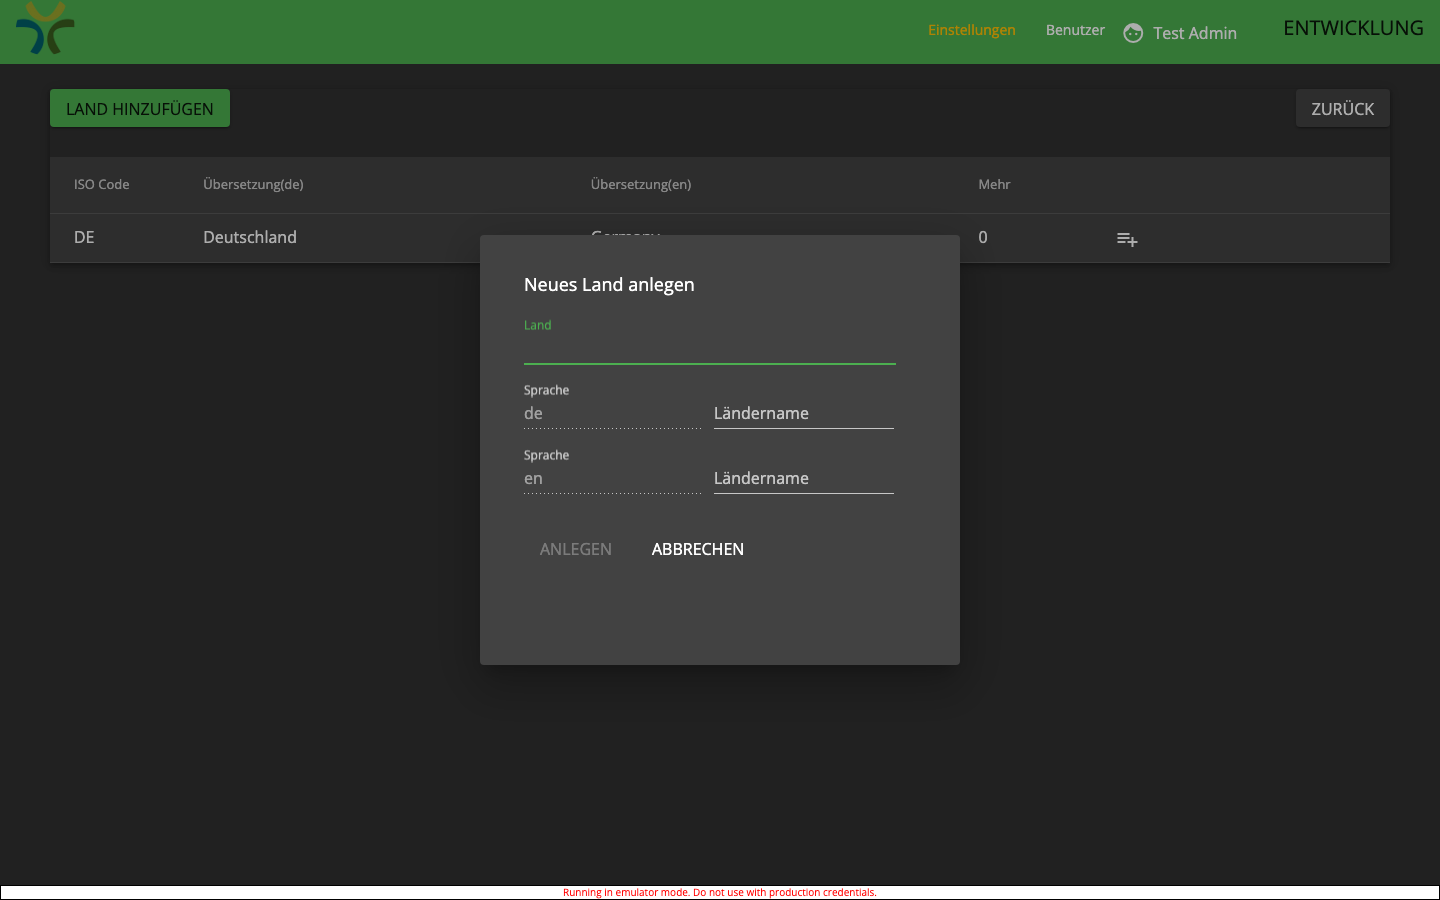 Einstellungen Benutzer Test Admin ENTWICKLUNG
LAND HINZUFÜGEN ZURÜCK
ISO Code Übersetzung(de) Übersetzung(en) Mehr
DE Deutschland Germany 0
Neues Land anlegen
Land
Sprache
de Ländername
Sprache
en Ländername
ANLEGEN ABBRECHEN
Running in emulator mode. Do not use with production credentials.